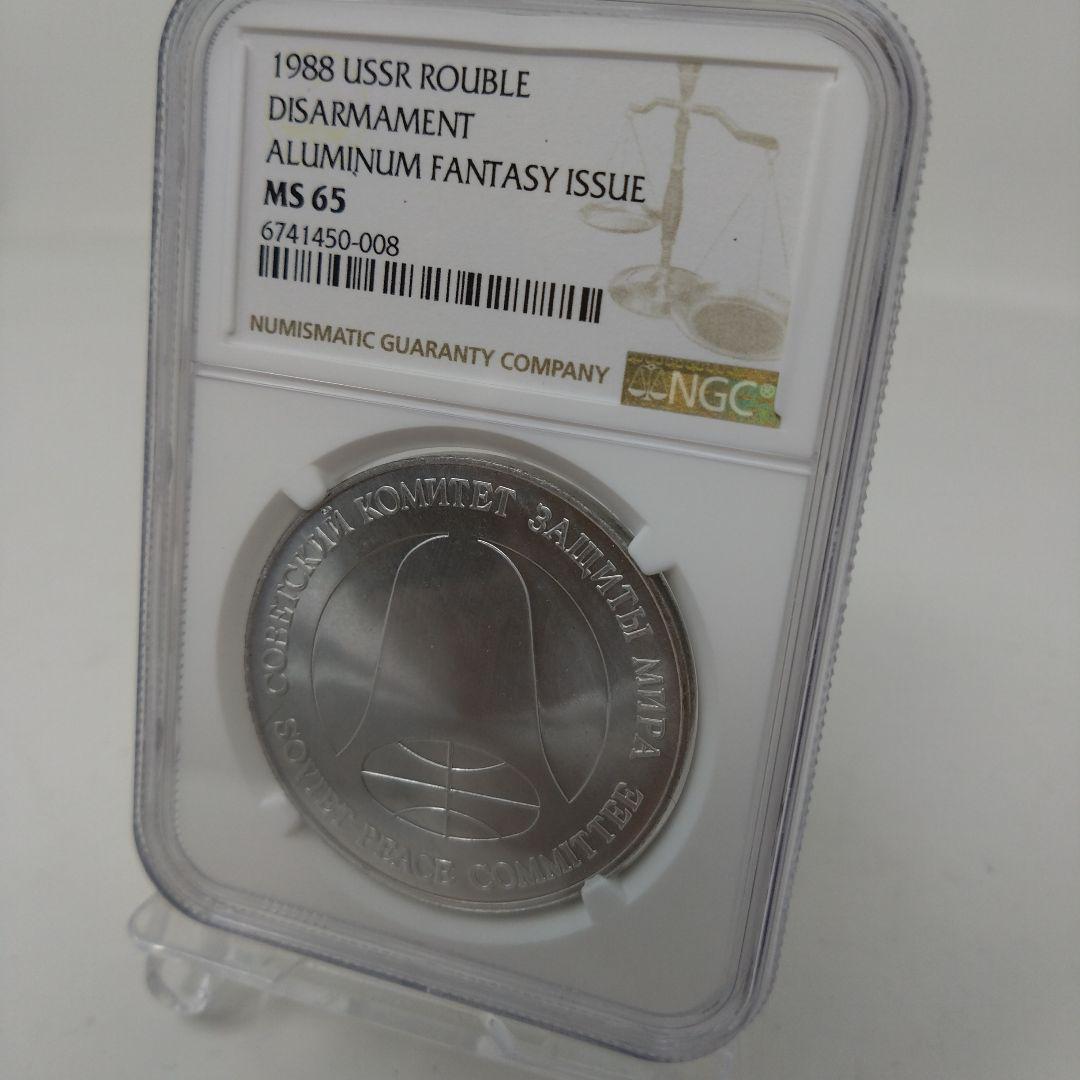 1988 USSR ROUBLE
DISARMAMENT
ALUMINUM FANTASY ISSUE
MS 65
6741450-008
NUMISMATIC GUARANTY COMPANY
NGC®
СОВЕТСКИЙ КОМИТЕТ ЗАЩИТЫ МИРА
SOVIET PEACE COMMITTEE